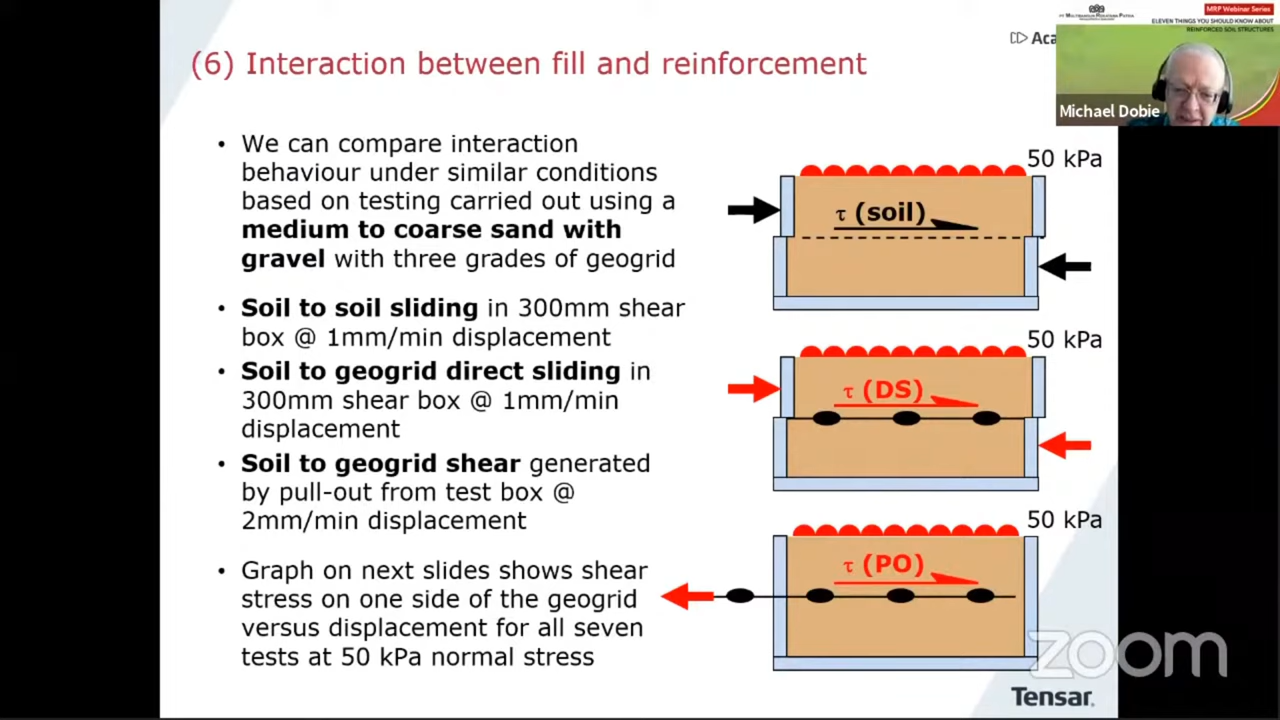 (6) Interaction between fill and reinforcement
MRP Webinar Series
ELEVEN THINGS YOU SHOULD KNOW ABOUT
REINFORCED SOIL STRUCTURES
Aca
Michael Dobie
• We can compare interaction
behaviour under similar conditions
based on testing carried out using a
medium to coarse sand with
gravel with three grades of geogrid
• Soil to soil sliding in 300mm shear
box @ 1mm/min displacement
• Soil to geogrid direct sliding in
300mm shear box @ 1mm/min
displacement
• Soil to geogrid shear generated
by pull-out from test box @
2mm/min displacement
• Graph on next slides shows shear
stress on one side of the geogrid
versus displacement for all seven
tests at 50 kPa normal stress
50 kPa
τ (soil)
50 kPa
τ (DS)
50 kPa
τ (PO)
zoom
Tensar